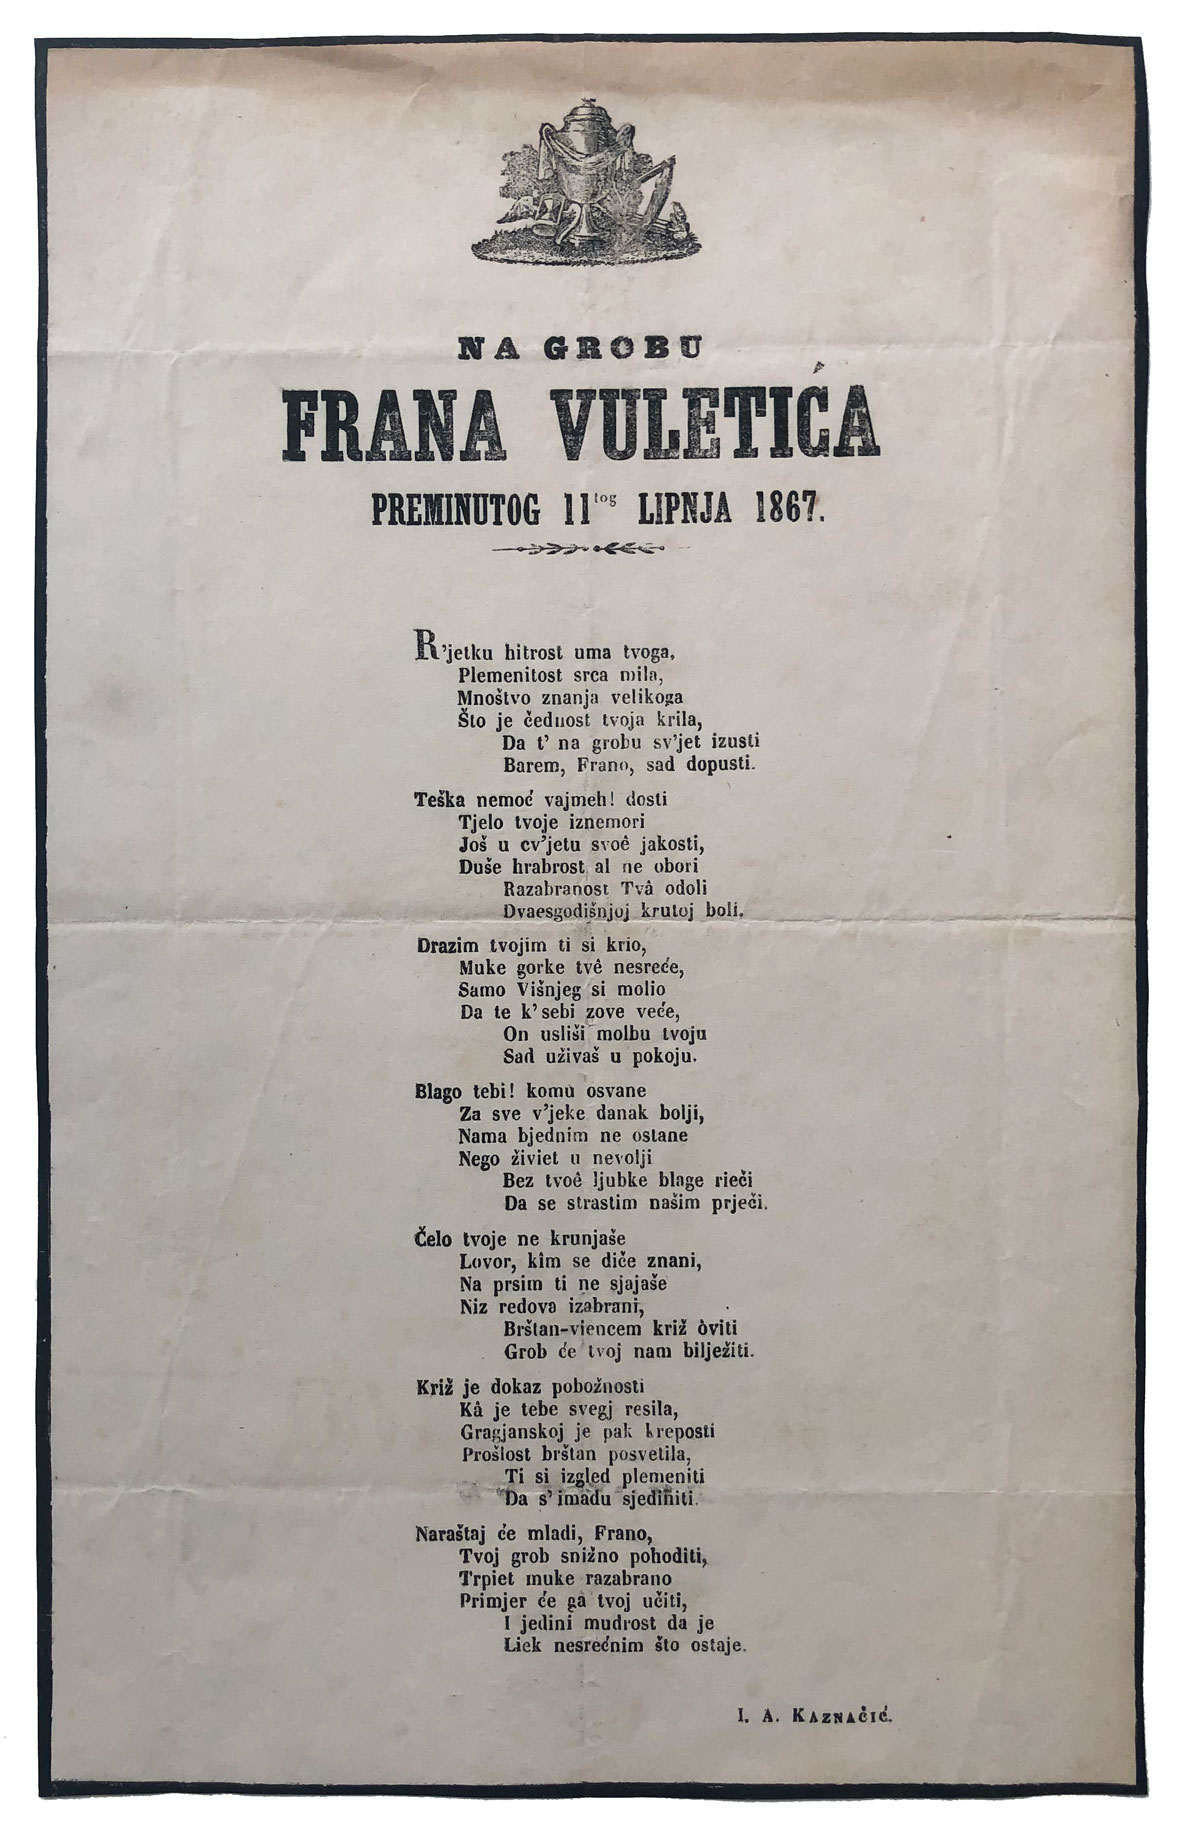 NA GROBU
FRANA VULETIĆA
PREMINUTOG 11tog LIPNJA 1867.
R'jetku hitrost uma tvoga,
Plemenitost srca mila,
Mnoštvo znanja velikoga
Što je čednost tvoja krila,
Da t' na grobu sv'jet izusti
Barem, Frano, sad dopusti.
Teška nemoć vajmeh! dosti
Tjelo tvoje iznemori
Još u cv'jetu svoê jakosti,
Duše hrabrost al ne obori
Razabranost Tvâ odoli
Dvaesgodišnjoj krutoj boli.
Drazim tvojim ti si krio,
Muke gorke tvê nesreće,
Samo Višnjeg si molio
Da te k' sebi zove veće,
On usliši molbu tvoju
Sad uživaš u pokoju.
Blago tebi! komu osvane
Za sve v'jeke danak bolji,
Nama bjednim ne ostane
Nego živiet u nevolji
Bez tvoê ljubke blage rieči
Da se strastim našim prječi.
Čelo tvoje ne krunjaše
Lovor, kîm se diče znani,
Na prsim ti ne sjajaše
Niz redova izabrani,
Brštan-viencem križ òviti
Grob će tvoj nam bilježiti.
Križ je dokaz pobožnosti
Kâ je tebe svegj resila,
Gragjanskoj je pak kreposti
Prošlost brštan posvetila,
Ti si izgled plemeniti
Da s' imadu sjediniti.
Naraštaj će mladi, Frano,
Tvoj grob snižno pohoditi,
Trpiet muke razabrano
Primjer će ga tvoj učiti,
I jedini mudrost da je
Liek nesrećnim što ostaje.
I. A. KAZNAČIĆ.